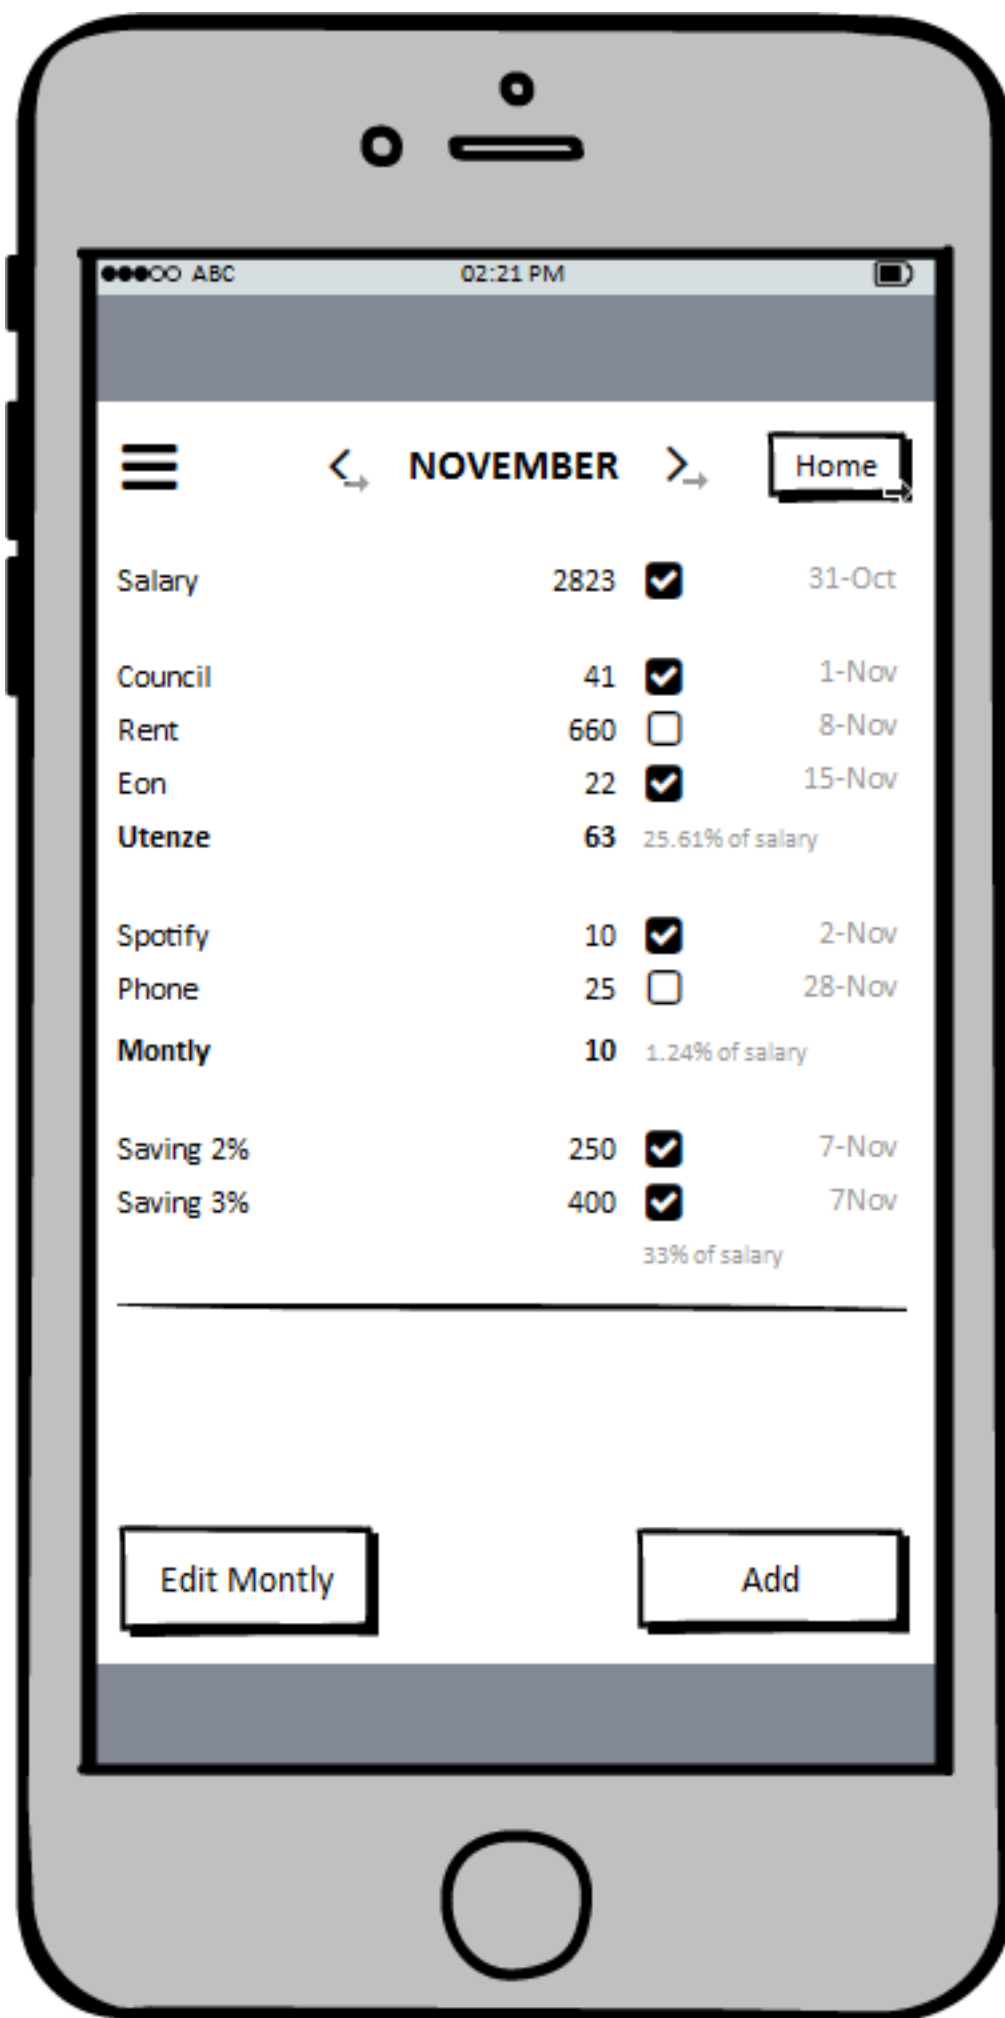 ABC 02:21 PM
NOVEMBER Home
Salary 2823 31-Oct
Council 41 1-Nov
Rent 660 8-Nov
Eon 22 15-Nov
Utenze 63 25.61% of salary
Spotify 10 2-Nov
Phone 25 28-Nov
Montly 10 1.24% of salary
Saving 2% 250 7-Nov
Saving 3% 400 7Nov
33% of salary
Edit Montly Add